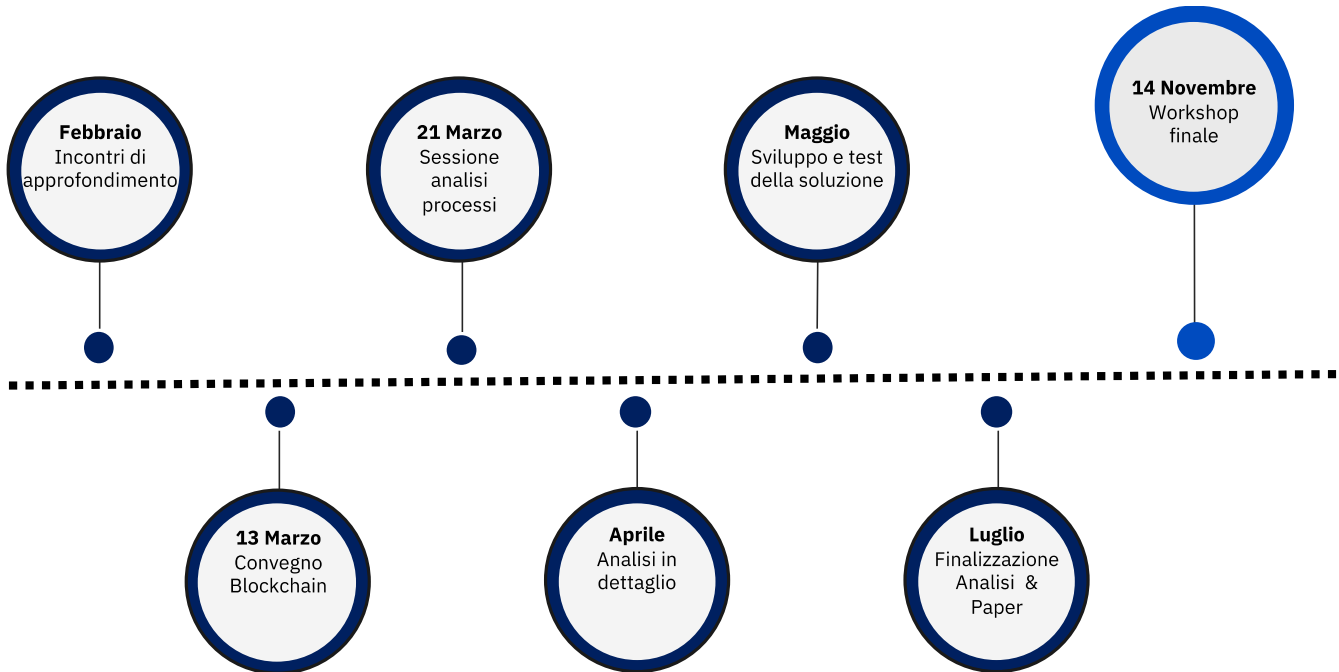 Febbraio
Incontri di
approfondimento
13 Marzo
Convegno
Blockchain
21 Marzo
Sessione
analisi
processi
Aprile
Analisi in
dettaglio
Maggio
Sviluppo e test
della soluzione
Luglio
Finalizzazione
Analisi &
Paper
14 Novembre
Workshop
finale